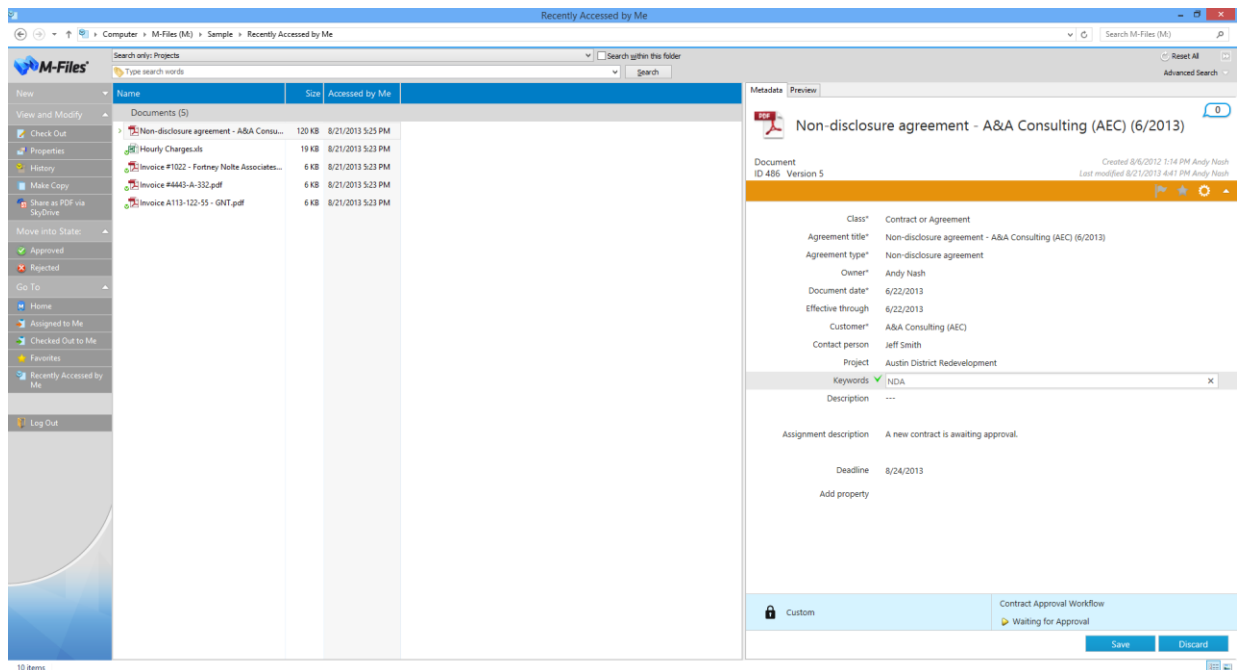 Recently Accessed by Me
Computer ▸ M-Files (M:) ▸ Sample ▸ Recently Accessed by Me
Search M-Files (M:)
M-Files
Search only: Projects
Search within this folder
Reset All
Type search words
Search
Advanced Search
New
View and Modify
Check Out
Properties
History
Make Copy
Share as PDF via
SkyDrive
Move into State:
Approved
Rejected
Go To
Home
Assigned to Me
Checked Out to Me
Favorites
Recently Accessed by
Me
Log Out
Name Size Accessed by Me
Documents (5)
Non-disclosure agreement - A&A Consu... 120 KB 8/21/2013 5:25 PM
Hourly Charges.xls 19 KB 8/21/2013 5:23 PM
Invoice #1022 - Fortney Nolte Associates... 6 KB 8/21/2013 5:23 PM
Invoice #4443-A-332.pdf 6 KB 8/21/2013 5:23 PM
Invoice A113-122-55 - GNT.pdf 6 KB 8/21/2013 5:23 PM
Metadata Preview
0
PDF
Non-disclosure agreement - A&A Consulting (AEC) (6/2013)
Document Created 8/6/2012 1:14 PM Andy Nash
ID 486 Version 5 Last modified 8/21/2013 4:41 PM Andy Nash
Class* Contract or Agreement
Agreement title* Non-disclosure agreement - A&A Consulting (AEC) (6/2013)
Agreement type* Non-disclosure agreement
Owner* Andy Nash
Document date* 6/22/2013
Effective through 6/22/2013
Customer* A&A Consulting (AEC)
Contact person Jeff Smith
Project Austin District Redevelopment
Keywords NDA
Description ---
Assignment description A new contract is awaiting approval.
Deadline 8/24/2013
Add property
Custom
Contract Approval Workflow
Waiting for Approval
Save Discard
10 items